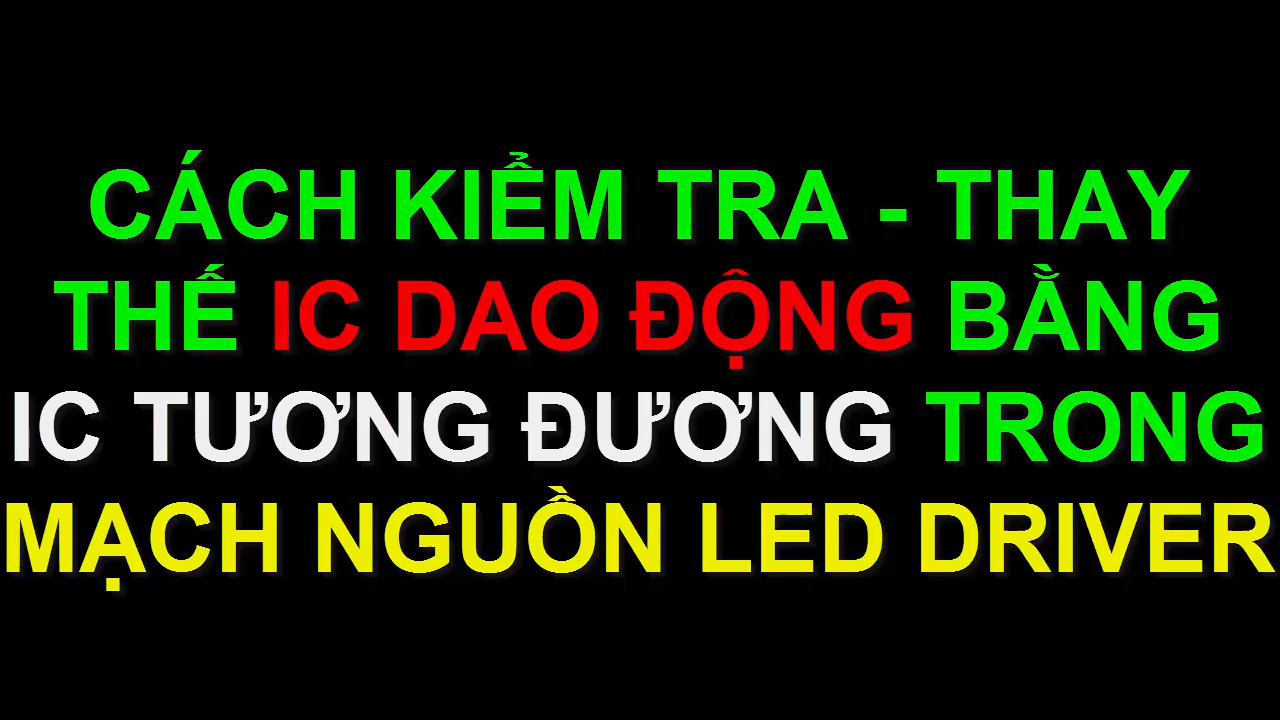 CÁCH KIỂM TRA - THAY
THẾ IC DAO ĐỘNG BẰNG
IC TƯƠNG ĐƯƠNG TRONG
MẠCH NGUỒN LED DRIVER